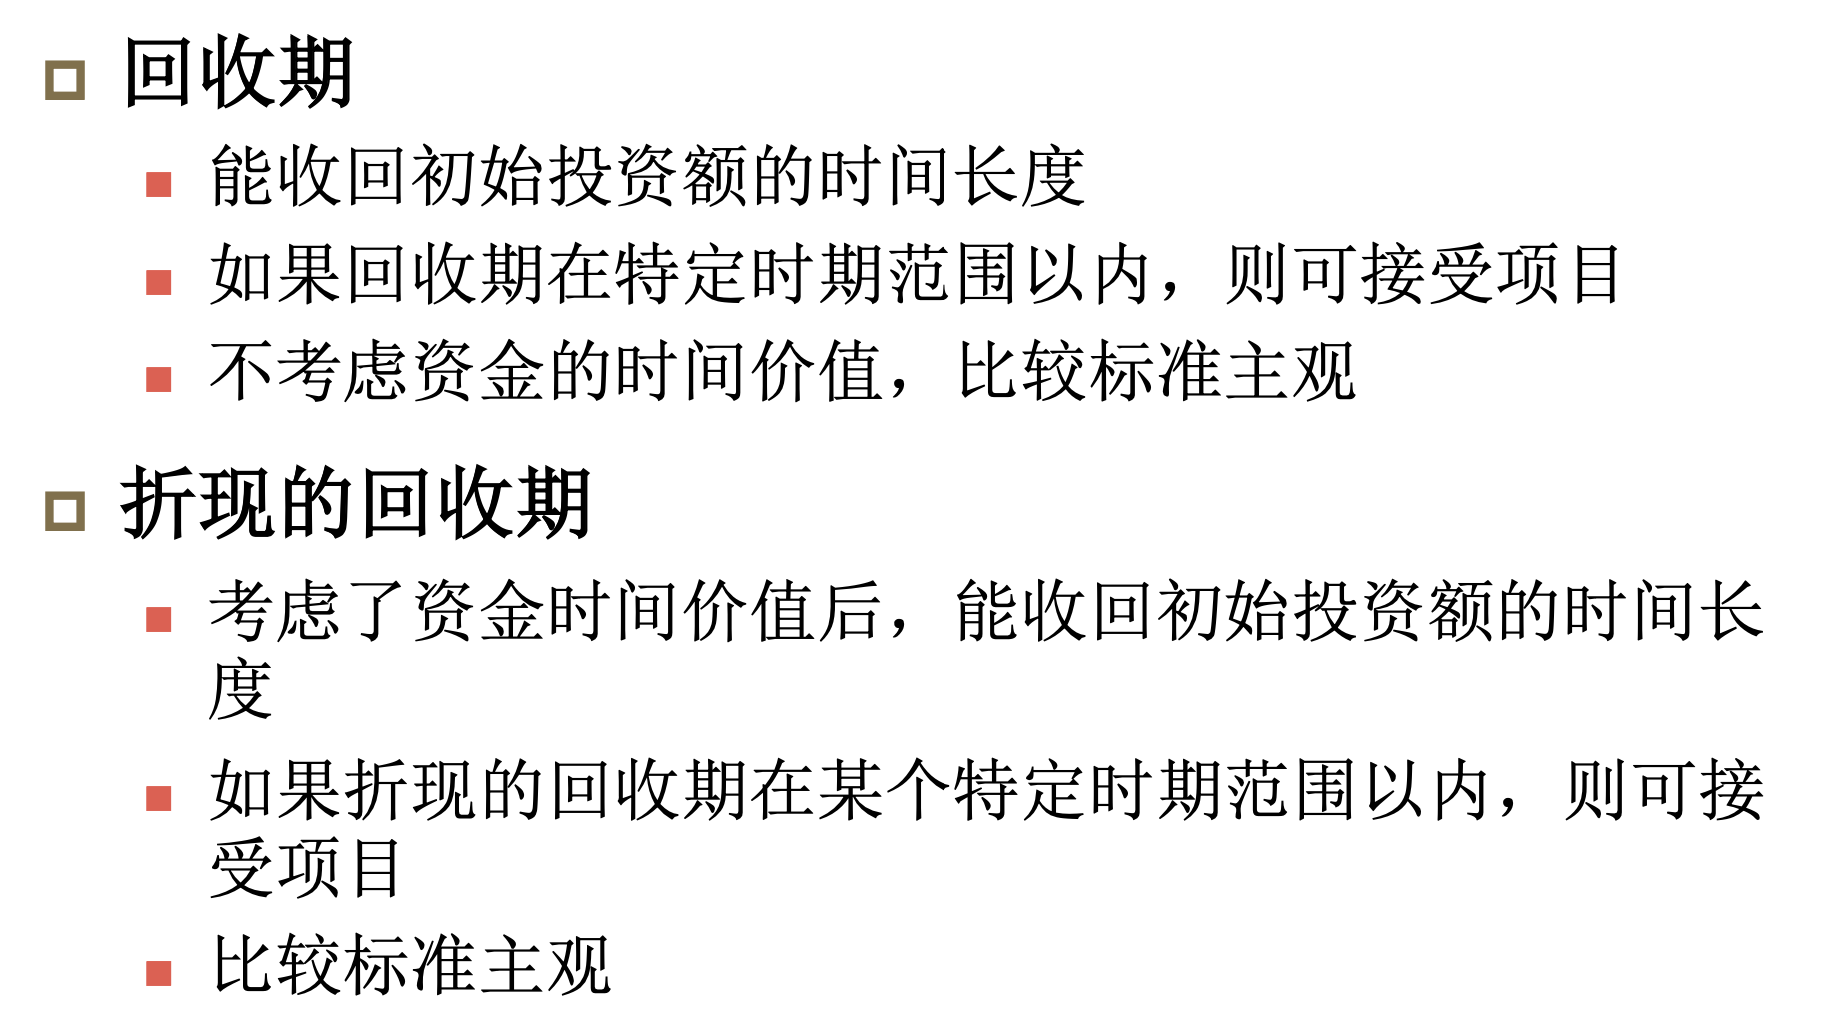 回收期
能收回初始投资额的时间长度
如果回收期在特定时期范围以内，则可接受项目
不考虑资金的时间价值，比较标准主观
折现的回收期
考虑了资金时间价值后，能收回初始投资额的时间长
度
如果折现的回收期在某个特定时期范围以内，则可接
受项目
比较标准主观